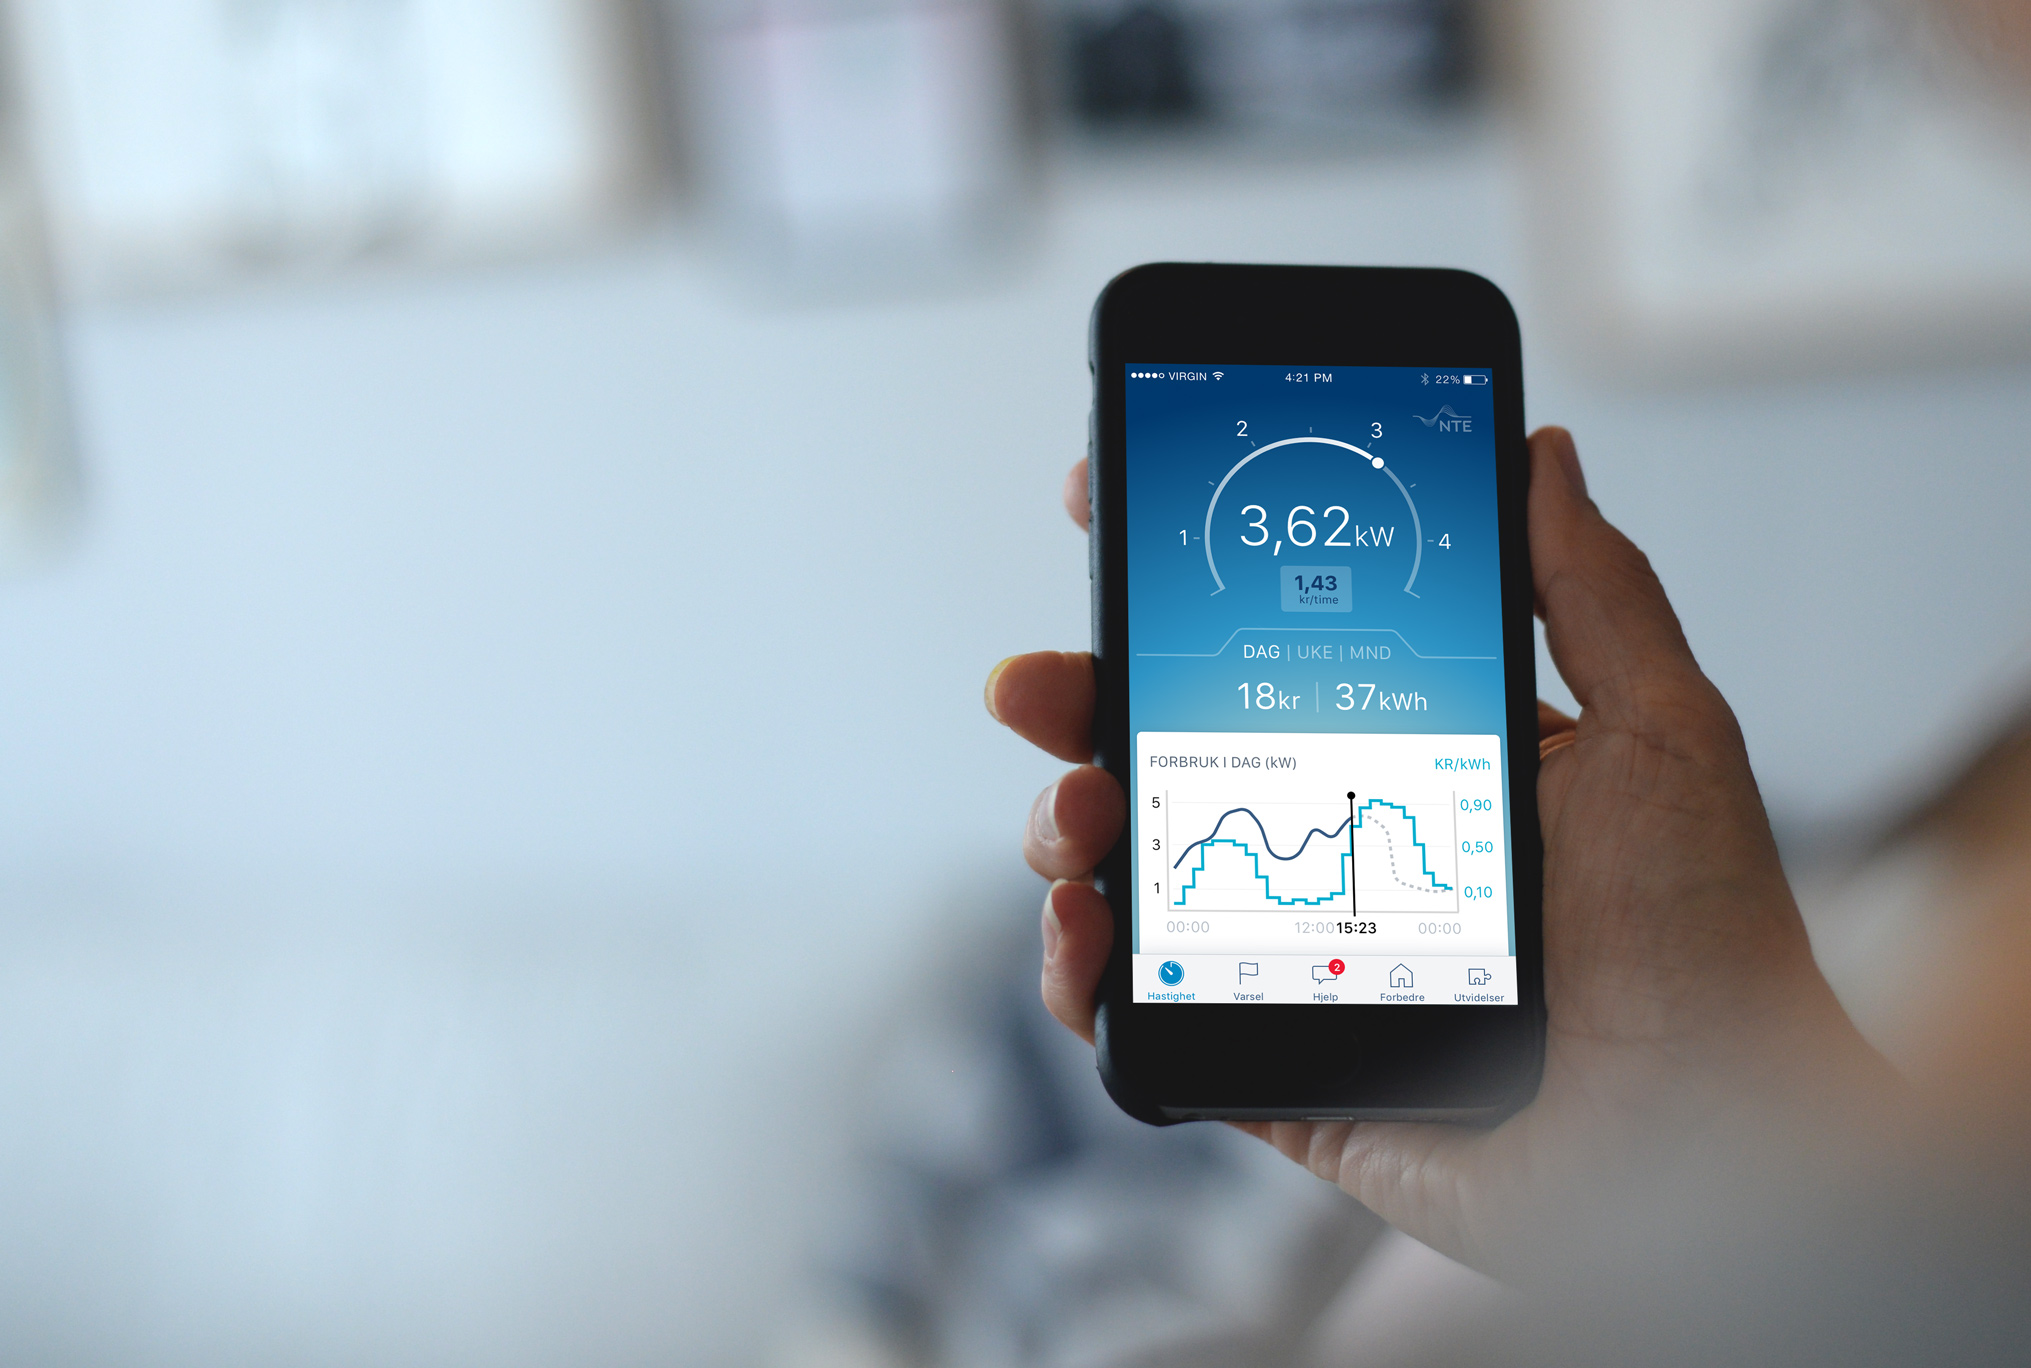 VIRGIN 4:21 PM 22%
NTE
2 3
3,62kW
1 4
1,43
kr/time
DAG | UKE | MND
18kr | 37kWh
FORBRUK I DAG (kW) KR/kWh
5 0,90
3 0,50
1 0,10
00:00 12:00 15:23 00:00
2
Hastighet Varsel Hjelp Forbedre Utvidelser